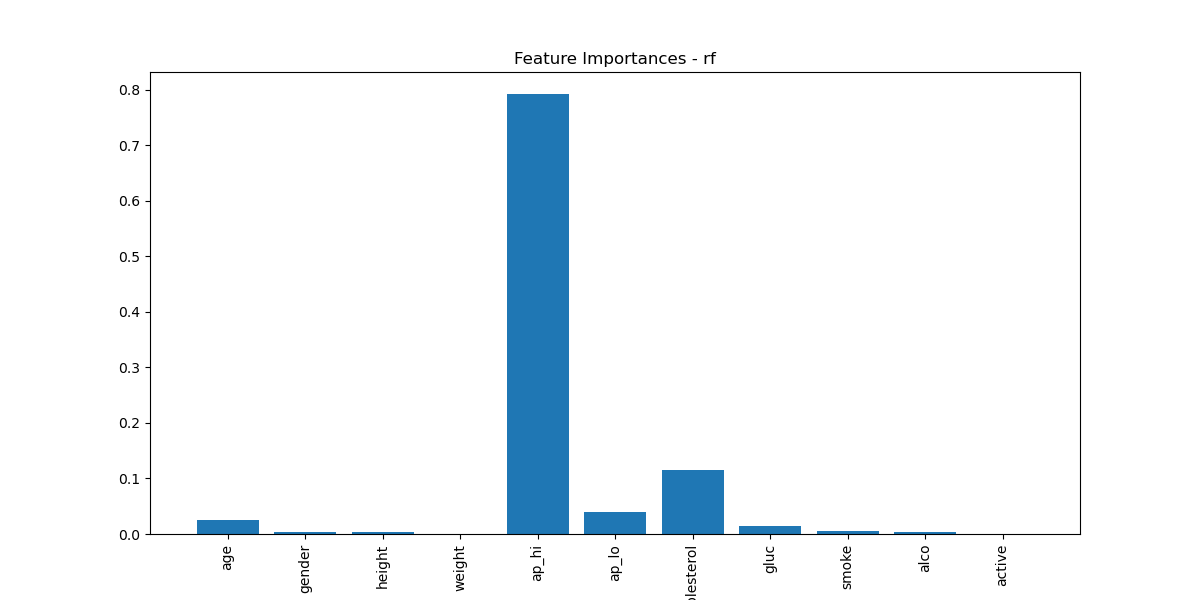 Feature Importances - rf
0.8
0.7
0.6
0.5
0.4
0.3
0.2
0.1
0.0
age
gender
height
weight
ap_hi
ap_lo
olesterol
gluc
smoke
alco
active